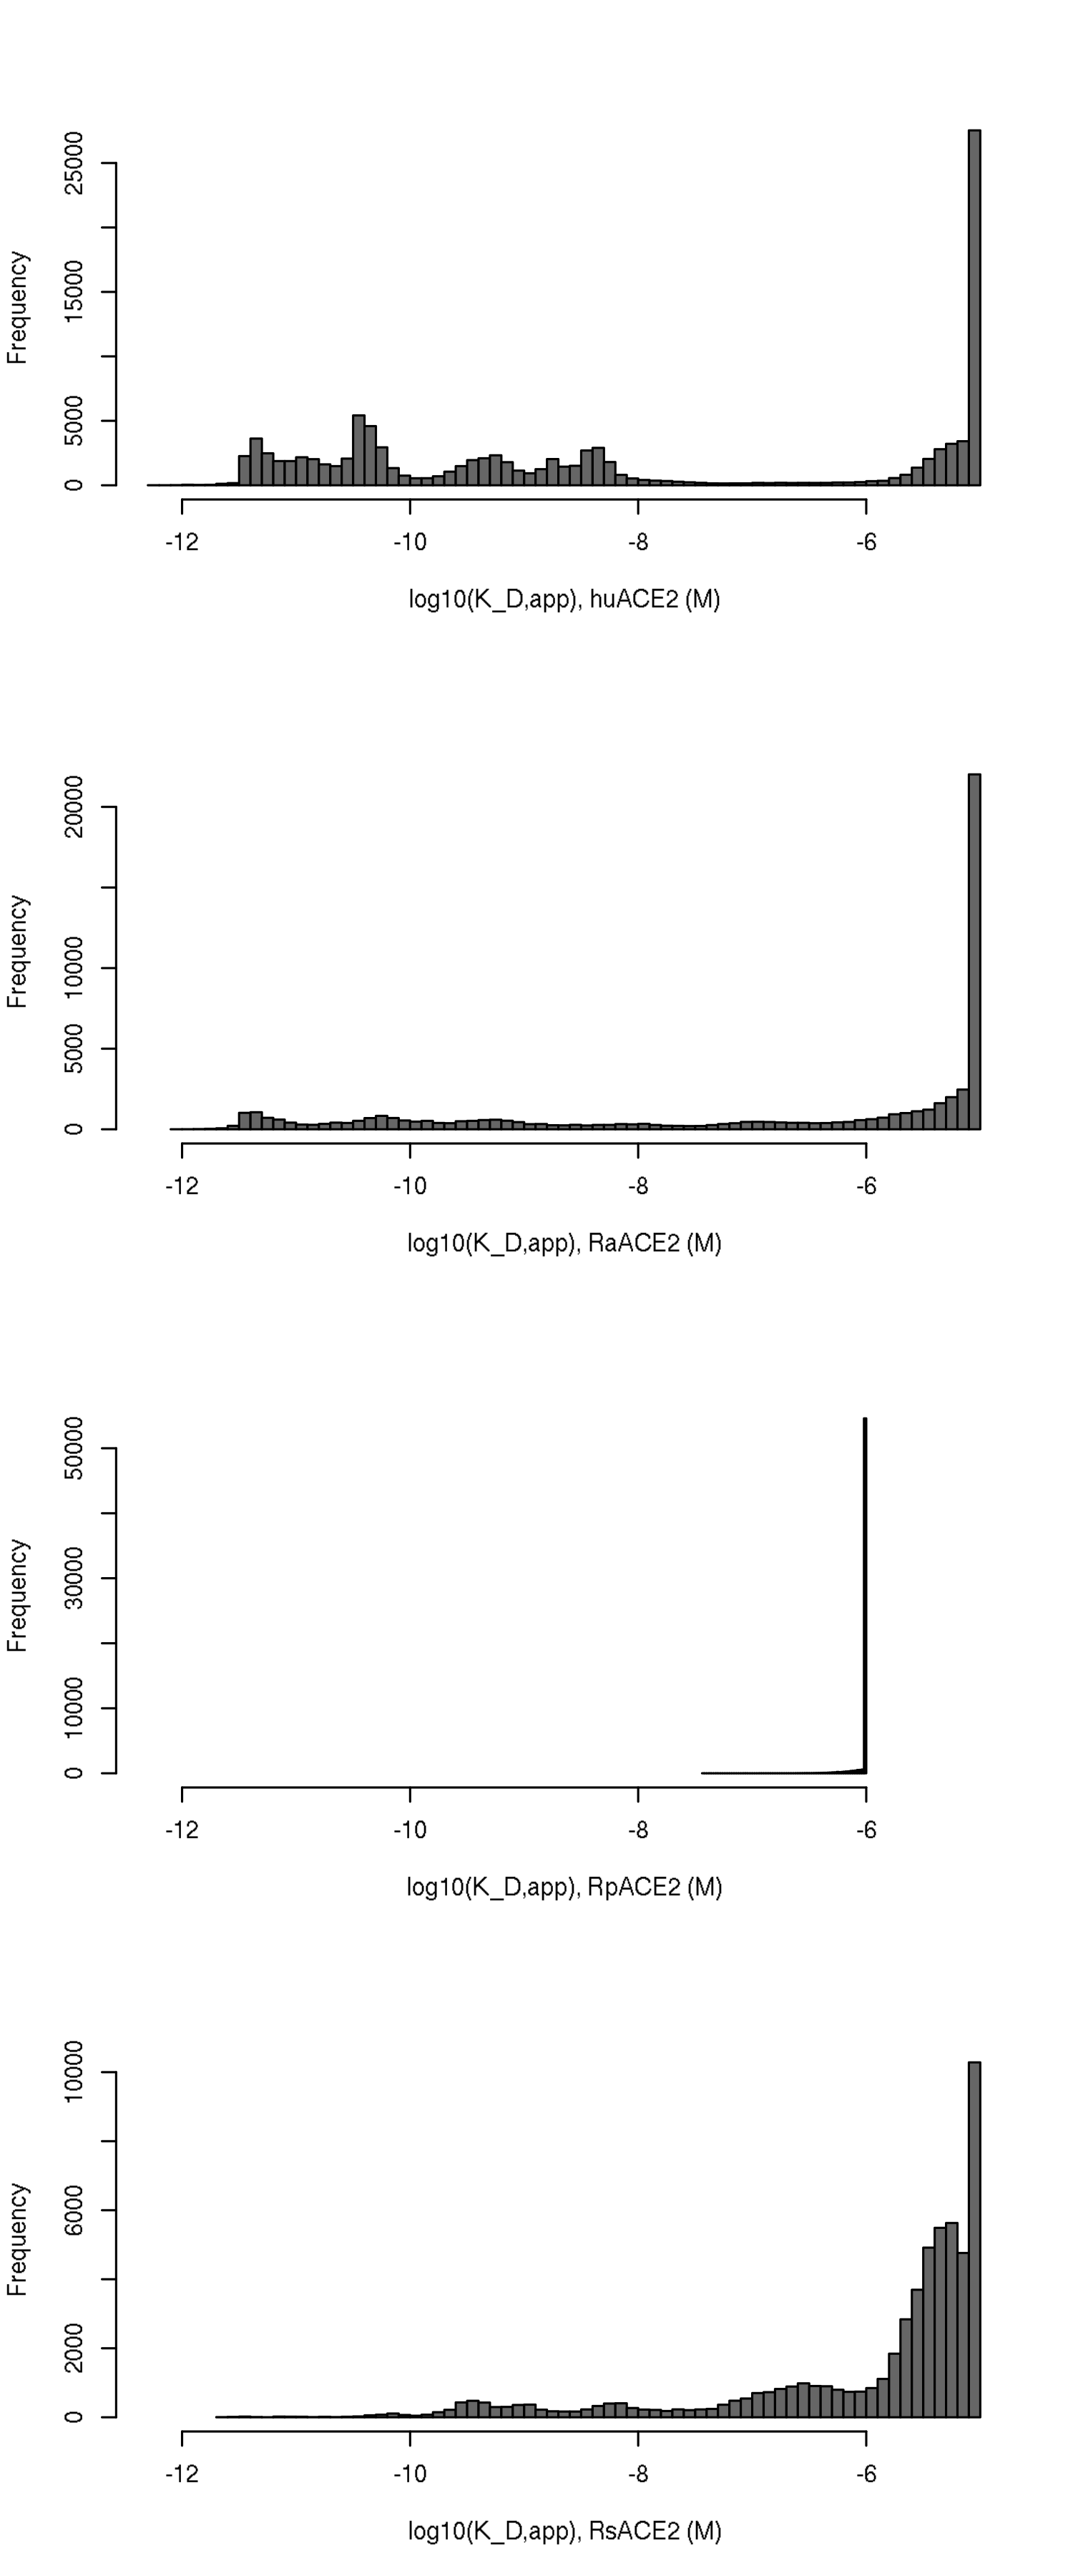 Frequency
25000
15000
5000
0
-12 -10 -8 -6
log10(K_D,app), huACE2 (M)
Frequency
20000
10000
5000
0
-12 -10 -8 -6
log10(K_D,app), RaACE2 (M)
Frequency
50000
30000
10000
0
-12 -10 -8 -6
log10(K_D,app), RpACE2 (M)
Frequency
10000
6000
2000
0
-12 -10 -8 -6
log10(K_D,app), RsACE2 (M)